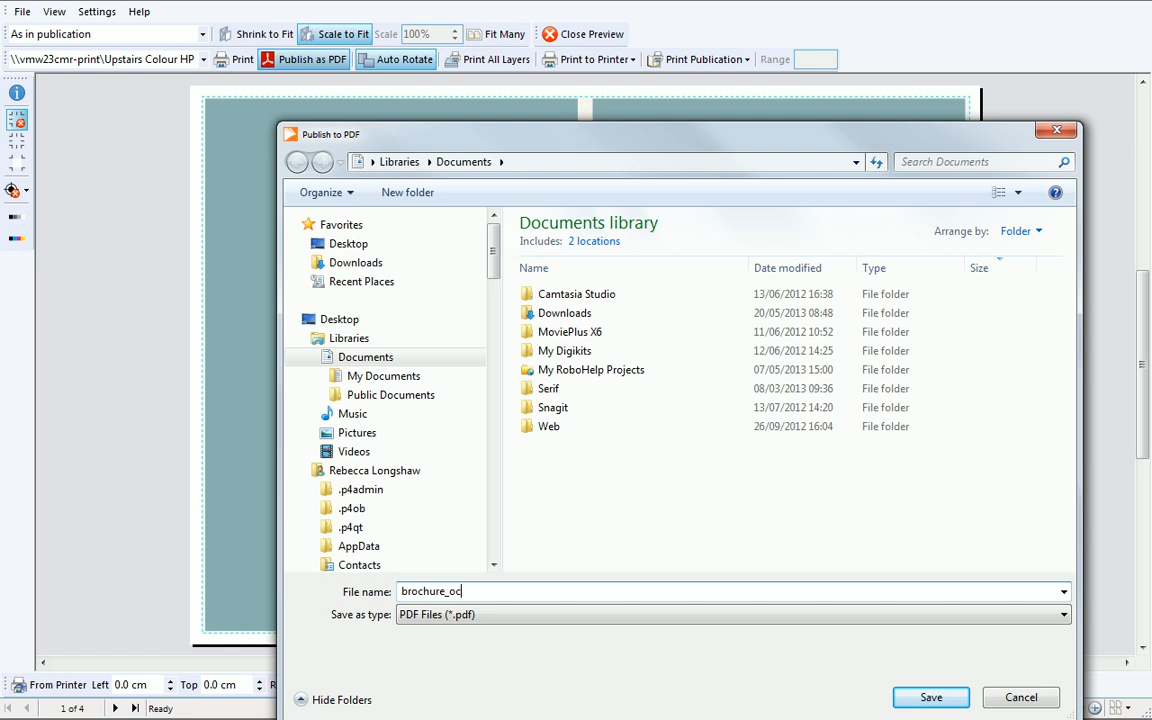 File View Settings Help
As in publication Shrink to Fit Scale to Fit Scale 100% Fit Many Close Preview
\\vmw23cmr-print\Upstairs Colour HP Print Publish as PDF Auto Rotate Print All Layers Print to Printer Print Publication Range
Publish to PDF
Libraries Documents Search Documents
Organize New folder
Documents library
Includes: 2 locations
Arrange by: Folder
Name Date modified Type Size
Camtasia Studio 13/06/2012 16:38 File folder
Downloads 20/05/2013 08:48 File folder
MoviePlus X6 11/06/2012 10:52 File folder
My Digikits 12/06/2012 14:25 File folder
My RoboHelp Projects 07/05/2013 15:00 File folder
Serif 08/03/2013 09:36 File folder
Snagit 13/07/2012 14:20 File folder
Web 26/09/2012 16:04 File folder
Favorites
Desktop
Downloads
Recent Places
Desktop
Libraries
Documents
My Documents
Public Documents
Music
Pictures
Videos
Rebecca Longshaw
.p4admin
.p4ob
.p4qt
AppData
Contacts
File name: brochure_oc
Save as type: PDF Files (*.pdf)
Hide Folders Save Cancel
From Printer Left 0.0 cm Top 0.0 cm R
1 of 4 Ready